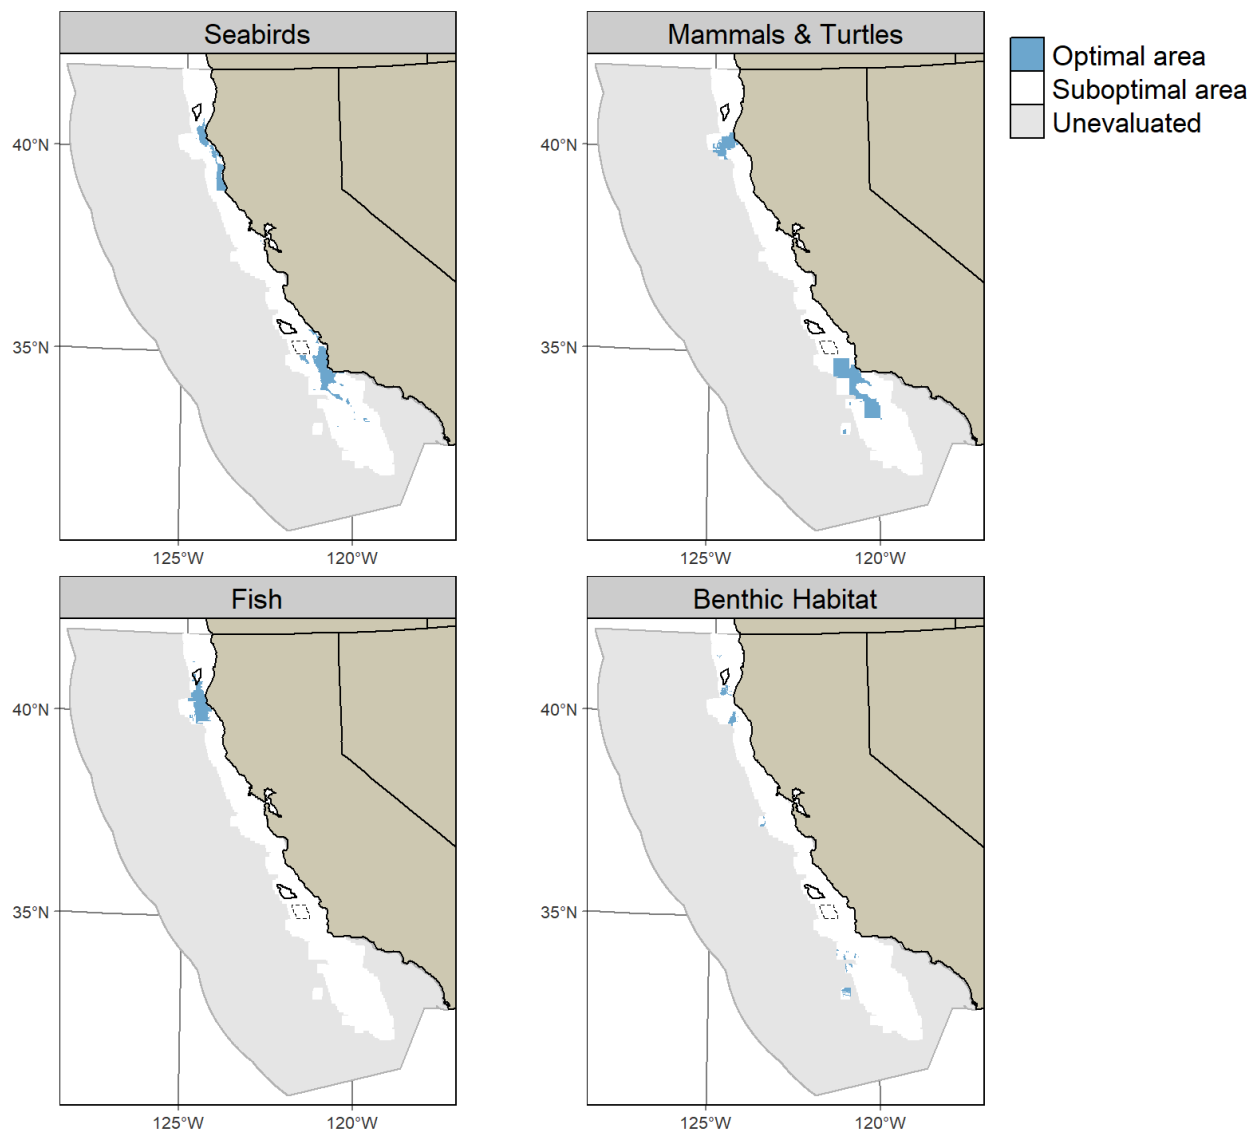 Seabirds
Mammals & Turtles
Optimal area
Suboptimal area
Unevaluated
40°N
40°N
35°N
35°N
125°W
120°W
125°W
120°W
Fish
Benthic Habitat
40°N
40°N
35°N
35°N
125°W
120°W
125°W
120°W